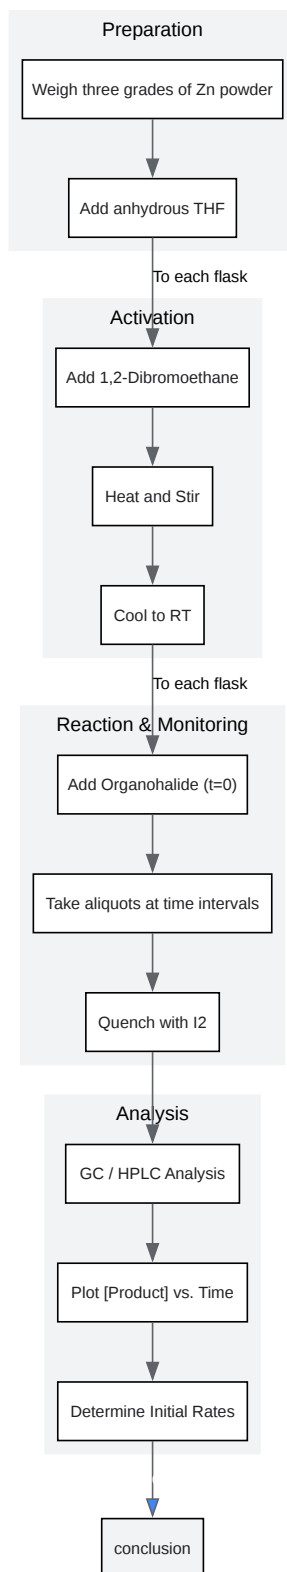 Preparation
Weigh three grades of Zn powder
Add anhydrous THF
To each flask
Activation
Add 1,2-Dibromoethane
Heat and Stir
Cool to RT
To each flask
Reaction & Monitoring
Add Organohalide (t=0)
Take aliquots at time intervals
Quench with I2
Analysis
GC / HPLC Analysis
Plot [Product] vs. Time
Determine Initial Rates
conclusion